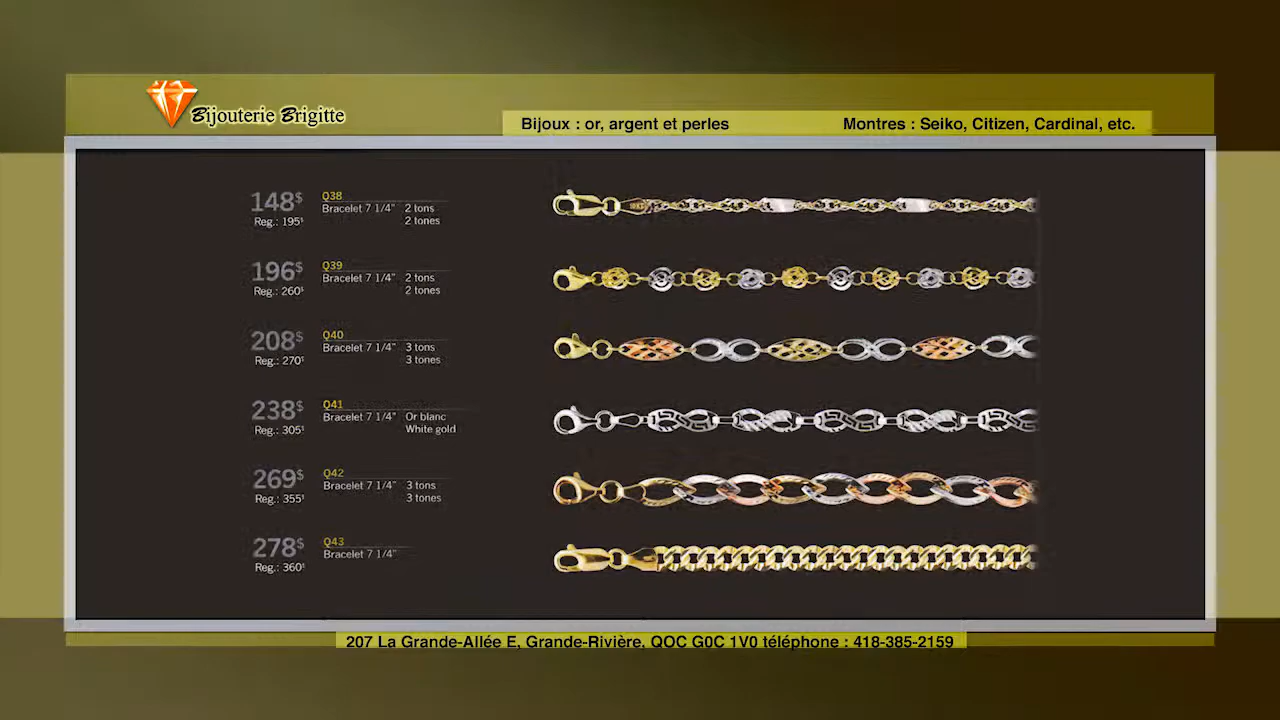 Bijouterie Brigitte
Bijoux : or, argent et perles
Montres : Seiko, Citizen, Cardinal, etc.
148$
Reg.: 195$
Q38
Bracelet 7 1/4" 2 tons
2 tones
196$
Reg.: 260$
Q39
Bracelet 7 1/4" 2 tons
2 tones
208$
Reg.: 270$
Q40
Bracelet 7 1/4" 3 tons
3 tones
238$
Reg.: 305$
Q41
Bracelet 7 1/4" Or blanc
White gold
269$
Reg.: 355$
Q42
Bracelet 7 1/4" 3 tons
3 tones
278$
Reg.: 360$
Q43
Bracelet 7 1/4"
207 La Grande-Allée E, Grande-Rivière, QOC G0C 1V0 téléphone : 418-385-2159